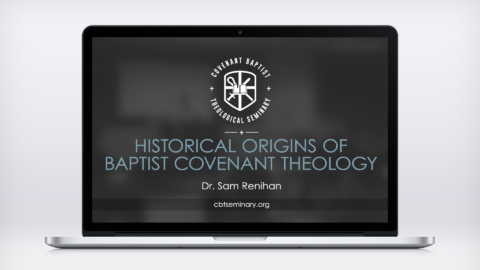 COVENANT BAPTIST
THEOLOGICAL SEMINARY
HISTORICAL ORIGINS OF
BAPTIST COVENANT THEOLOGY
Dr. Sam Renihan
cbtseminary.org